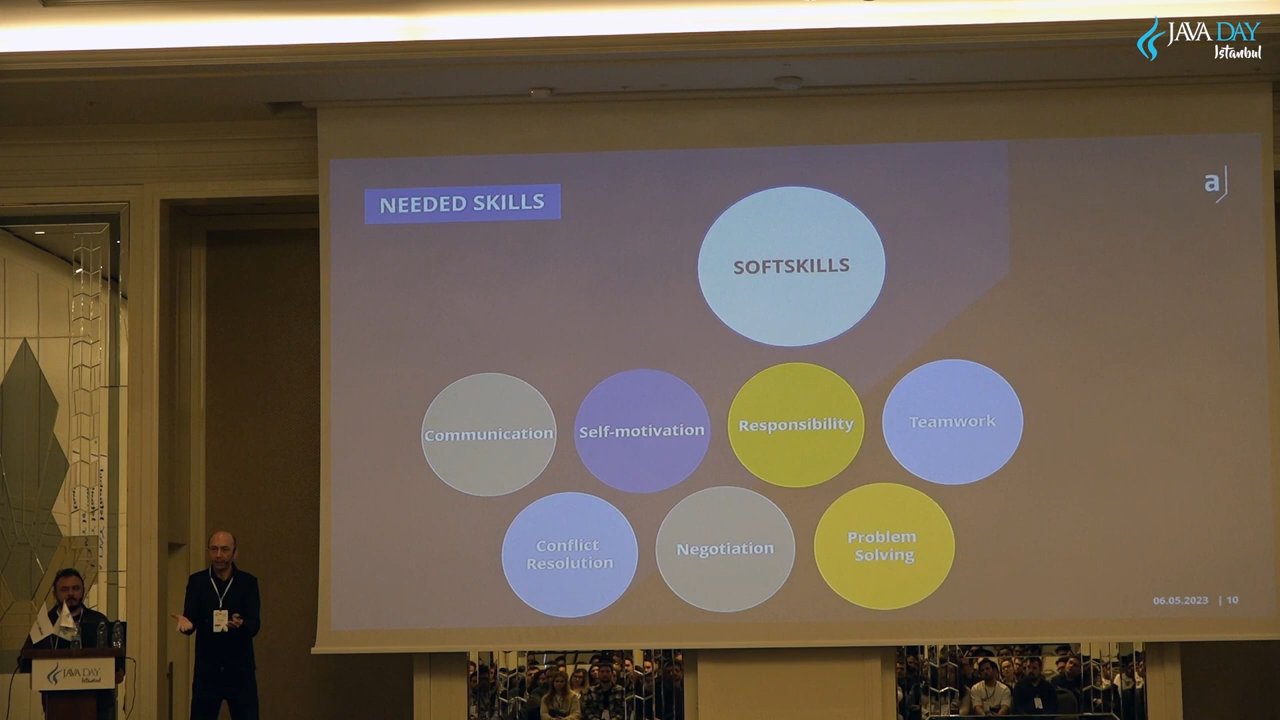 JAVA DAY
Istanbul
NEEDED SKILLS
a
SOFTSKILLS
Communication
Self-motivation
Responsibility
Teamwork
Conflict
Resolution
Negotiation
Problem
Solving
06.05.2023 | 10
JAVA DAY
Istanbul